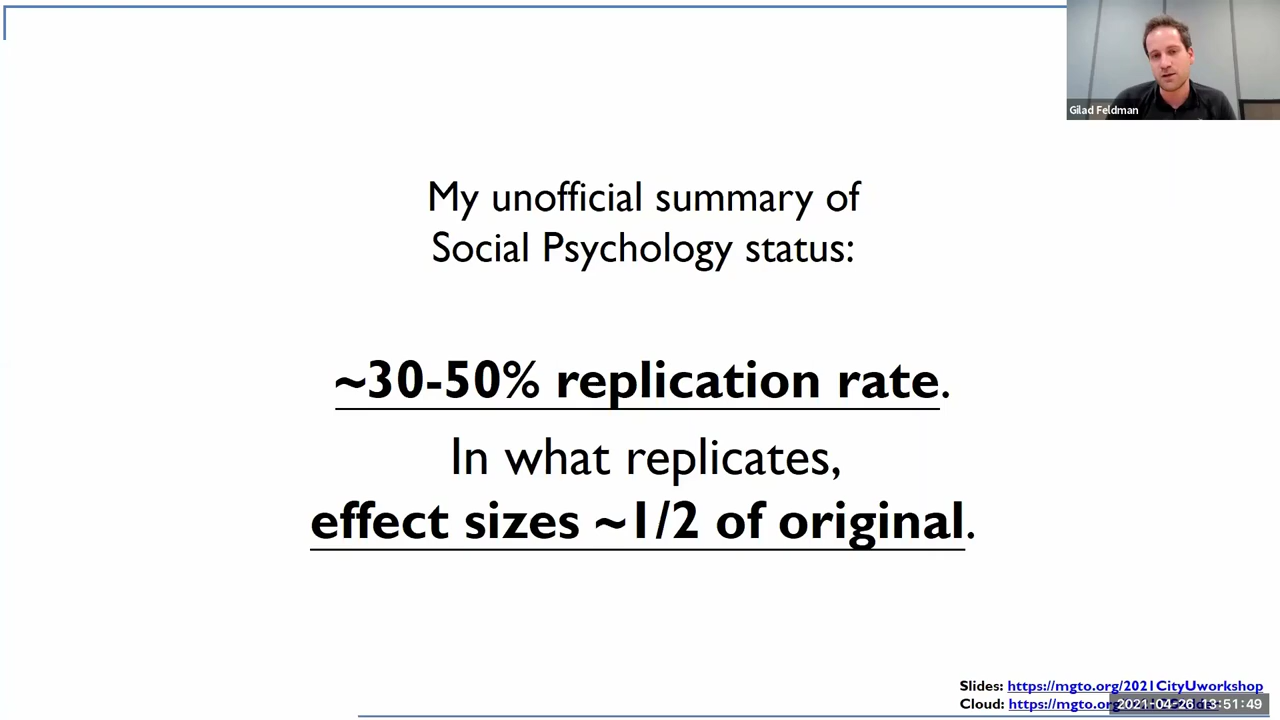 Gilad Feldman
My unofficial summary of
Social Psychology status:
~30-50% replication rate.
In what replicates,
effect sizes ~1/2 of original.
Slides: https://mgto.org/2021CityUworkshop
Cloud: https://mgto.org
2021-04-26 13:51:49